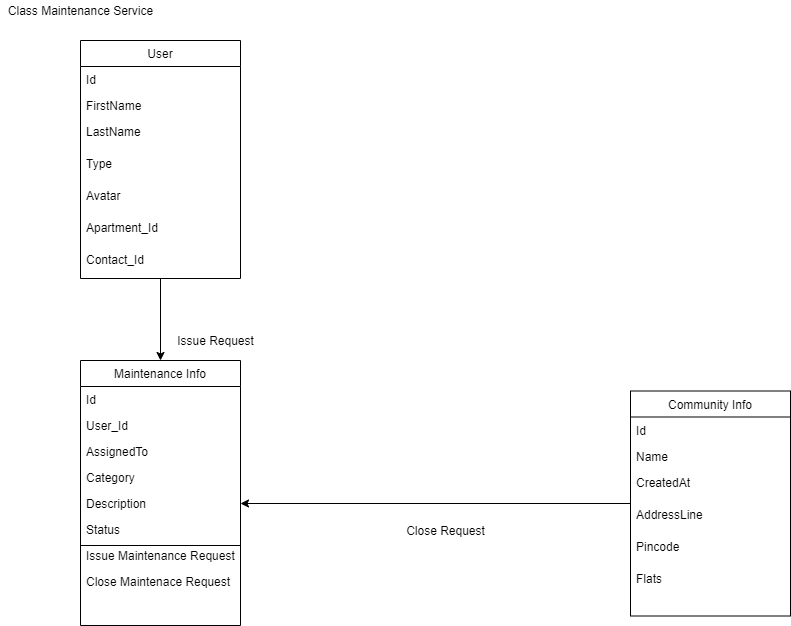 Class Maintenance Service
User
Id
FirstName
LastName
Type
Avatar
Apartment_Id
Contact_Id
Issue Request
Maintenance Info
Id
User_Id
AssignedTo
Category
Description
Status
Issue Maintenance Request
Close Maintenace Request
Close Request
Community Info
Id
Name
CreatedAt
AddressLine
Pincode
Flats